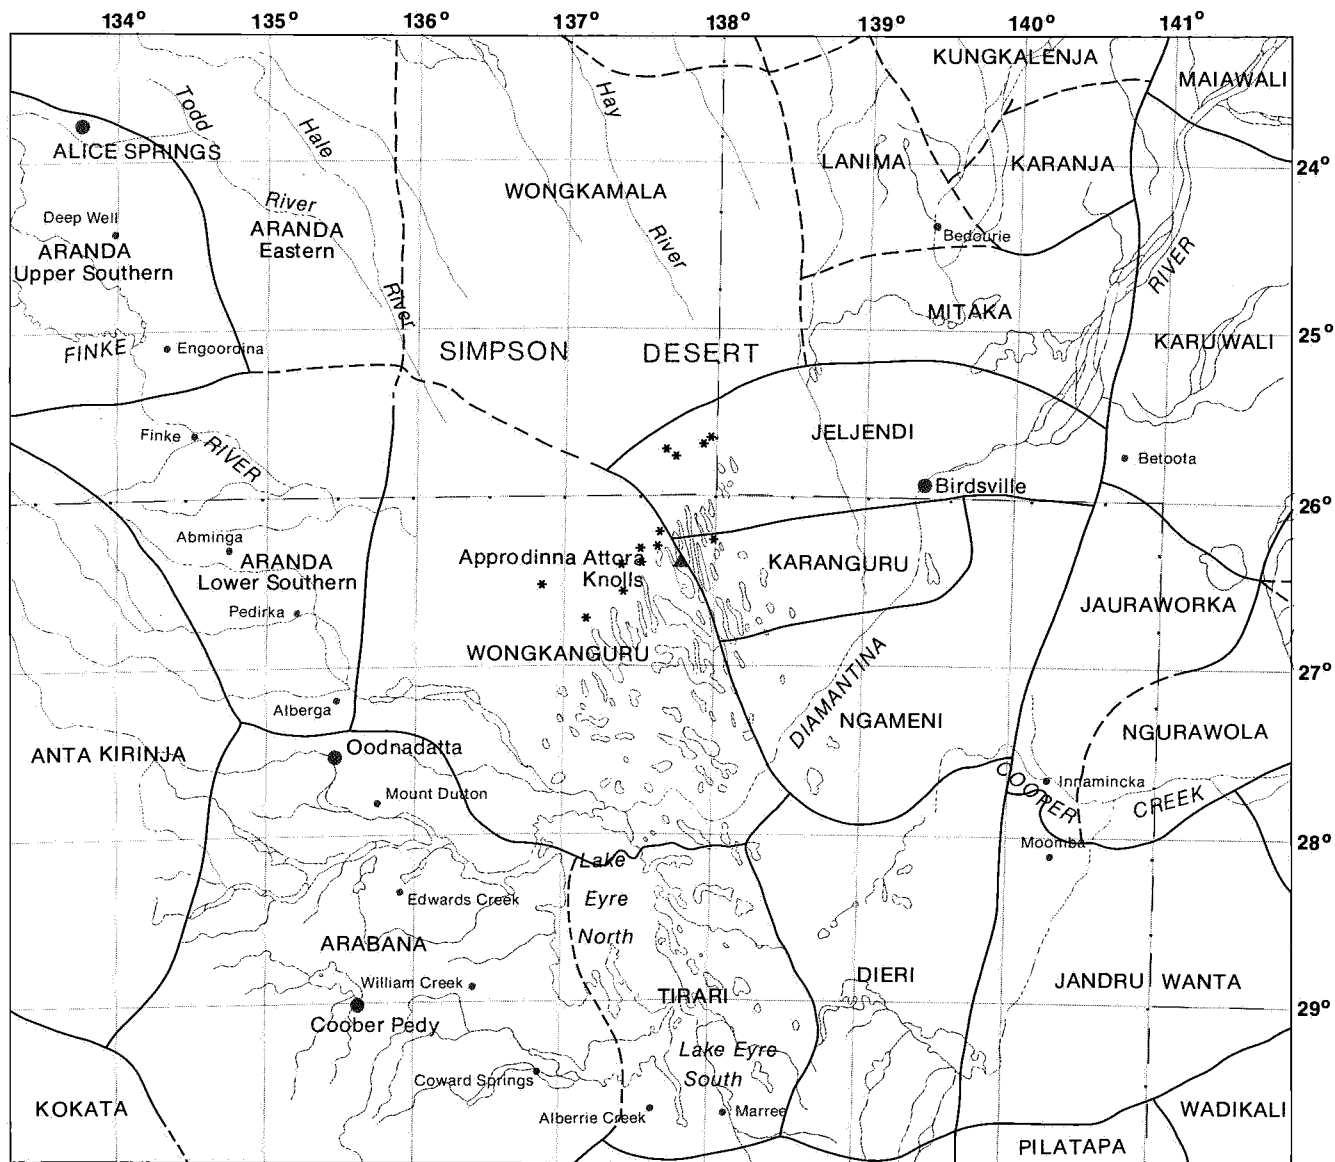 134° 135° 136° 137° 138° 139° 140° 141°
KUNGKALENJA
MAIAWALI
Todd
Hale
Hay
ALICE SPRINGS
LANIMA
KARANJA
24°
WONGKAMALA
River
Deep Well
ARANDA
Eastern
ARANDA
Upper Southern
River
Bedourie
RIVER
River
MITAKA
25°
FINKE
Engoordina
SIMPSON DESERT
KARUWALI
Finke
RIVER
JELJENDI
Betoota
Birdsville
26°
Abminga
ARANDA
Lower Southern
Approdinna Attora
Knolls
KARANGURU
Pedirka
JAURAWORKA
WONGKANGURU
27°
DIAMANTINA
Alberga
NGAMENI
NGURAWOLA
ANTA KIRINJA
Oodnadatta
COOPER
Innamincka
Mount Dutton
CREEK
28°
Moomba
Lake
Eyre
North
Edwards Creek
ARABANA
William Creek
DIERI
JANDRU WANTA
TIRARI
29°
Coober Pedy
Lake Eyre
South
Coward Springs
KOKATA
Alberrie Creek
Marree
WADIKALI
PILATAPA